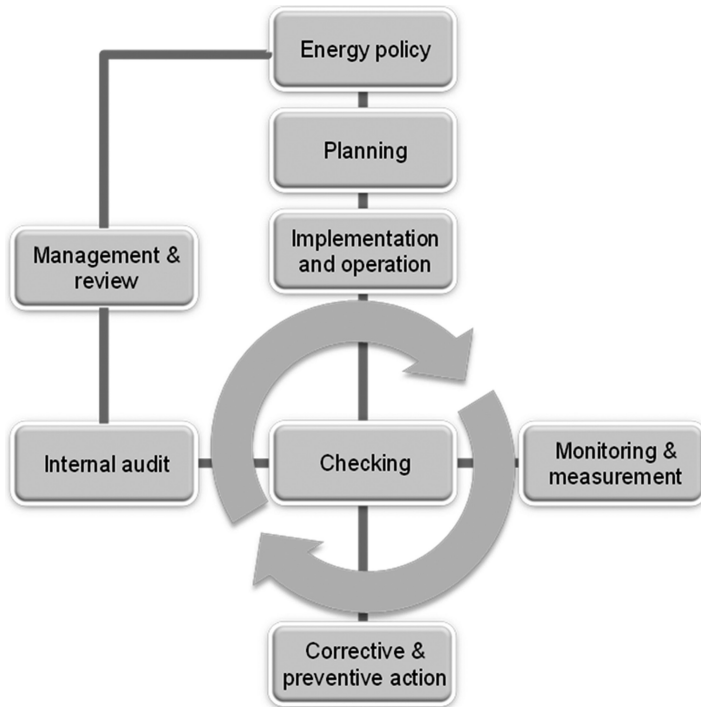 Energy policy
Planning
Implementation
and operation
Management &
review
Internal audit
Checking
Monitoring &
measurement
Corrective &
preventive action